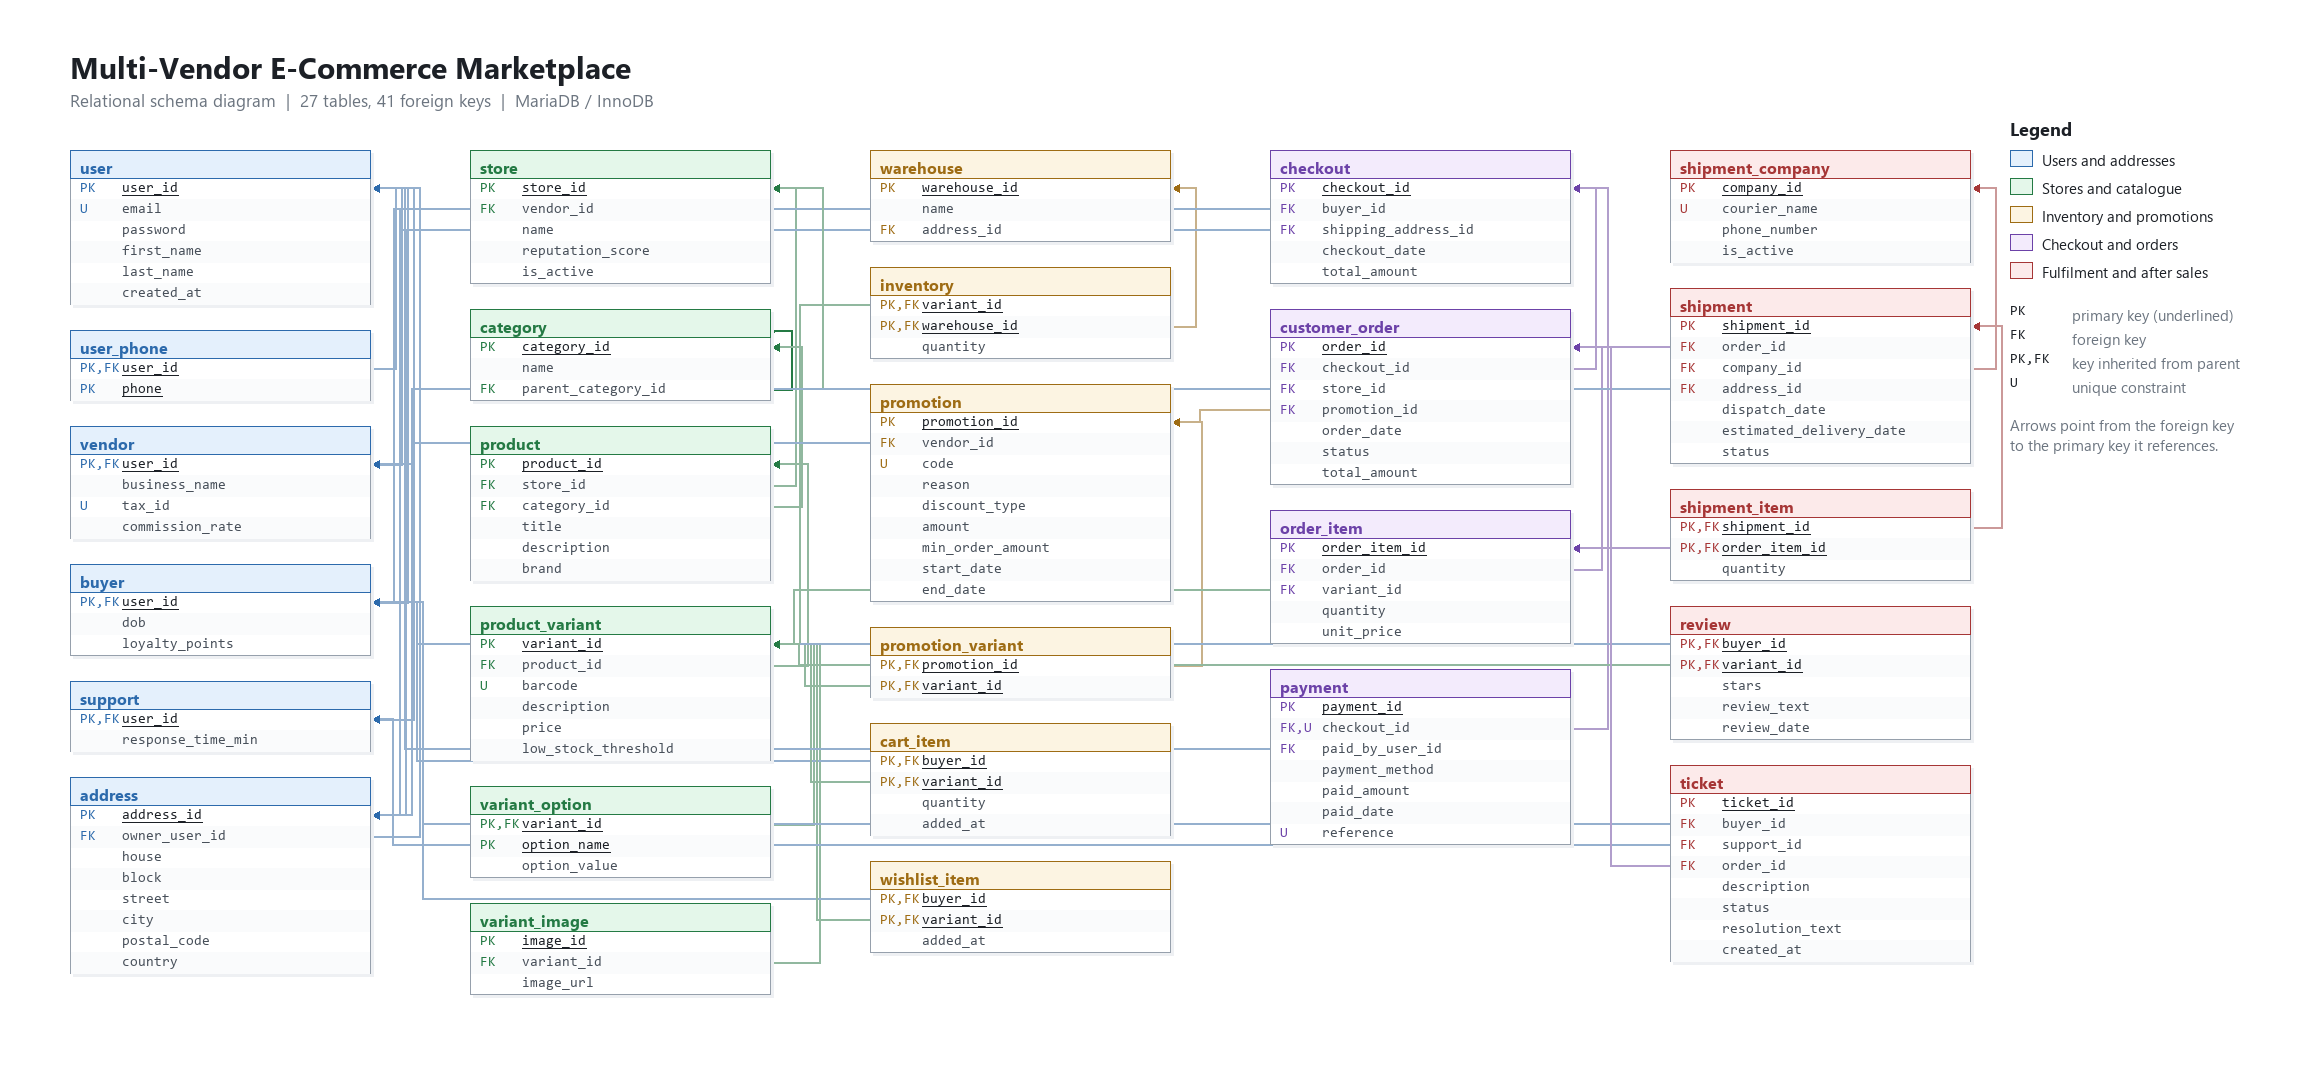 Multi-Vendor E-Commerce Marketplace
Relational schema diagram | 27 tables, 41 foreign keys | MariaDB / InnoDB
user
PK user_id
U email
password
first_name
last_name
created_at
user_phone
PK,FK user_id
PK phone
vendor
PK,FK user_id
business_name
U tax_id
commission_rate
buyer
PK,FK user_id
dob
loyalty_points
support
PK,FK user_id
response_time_min
address
PK address_id
FK owner_user_id
house
block
street
city
postal_code
country
store
PK store_id
FK vendor_id
name
reputation_score
is_active
category
PK category_id
name
FK parent_category_id
product
PK product_id
FK store_id
FK category_id
title
description
brand
product_variant
PK variant_id
FK product_id
U barcode
description
price
low_stock_threshold
variant_option
PK,FK variant_id
PK option_name
option_value
variant_image
PK image_id
FK variant_id
image_url
warehouse
PK warehouse_id
name
FK address_id
inventory
PK,FK variant_id
PK,FK warehouse_id
quantity
promotion
PK promotion_id
FK vendor_id
U code
reason
discount_type
amount
min_order_amount
start_date
end_date
promotion_variant
PK,FK promotion_id
PK,FK variant_id
cart_item
PK,FK buyer_id
PK,FK variant_id
quantity
added_at
wishlist_item
PK,FK buyer_id
PK,FK variant_id
added_at
checkout
PK checkout_id
FK buyer_id
FK shipping_address_id
checkout_date
total_amount
customer_order
PK order_id
FK checkout_id
FK store_id
FK promotion_id
order_date
status
total_amount
order_item
PK order_item_id
FK order_id
FK variant_id
quantity
unit_price
payment
PK payment_id
FK,U checkout_id
FK paid_by_user_id
payment_method
paid_amount
paid_date
U reference
shipment_company
PK company_id
U courier_name
phone_number
is_active
shipment
PK shipment_id
FK order_id
FK company_id
FK address_id
dispatch_date
estimated_delivery_date
status
shipment_item
PK,FK shipment_id
PK,FK order_item_id
quantity
review
PK,FK buyer_id
PK,FK variant_id
stars
review_text
review_date
ticket
PK ticket_id
FK buyer_id
FK support_id
FK order_id
description
status
resolution_text
created_at
Legend
Users and addresses
Stores and catalogue
Inventory and promotions
Checkout and orders
Fulfilment and after sales
PK primary key (underlined)
FK foreign key
PK,FK key inherited from parent
U unique constraint
Arrows point from the foreign key
to the primary key it references.